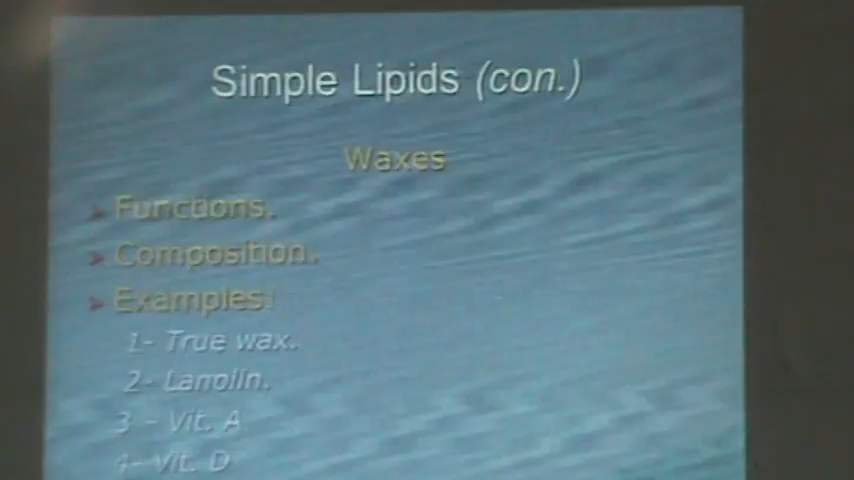 Simple Lipids (con.)
Waxes
Functions.
Composition.
Examples:
1- True wax.
2- Lanolin.
3 - Vit. A
4- Vit. D